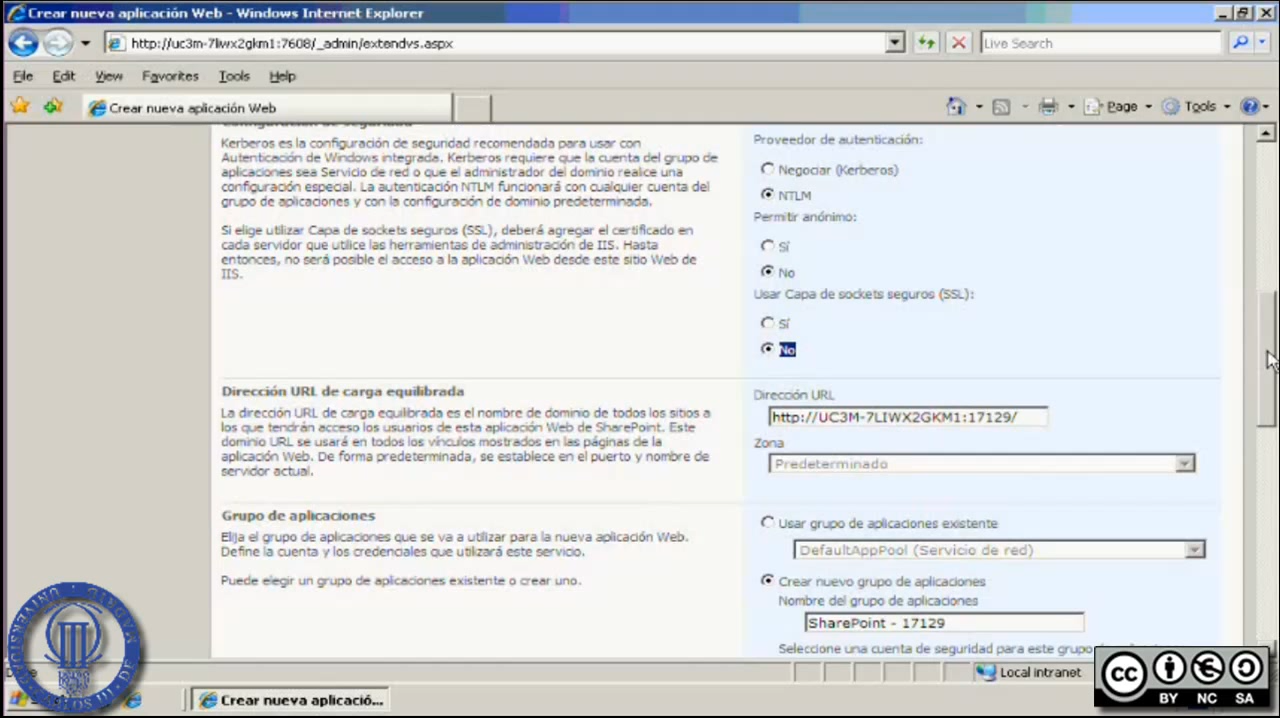 Crear nueva aplicación Web - Windows Internet Explorer
http://uc3m-7liwx2gkm1:7608/_admin/extendvs.aspx
Live Search
File Edit View Favorites Tools Help
Crear nueva aplicación Web
Page Tools
Configuración de seguridad
Kerberos es la configuración de seguridad recomendada para usar con
Autenticación de Windows integrada. Kerberos requiere que la cuenta del grupo de
aplicaciones sea Servicio de red o que el administrador del dominio realice una
configuración especial. La autenticación NTLM funcionará con cualquier cuenta del
grupo de aplicaciones y con la configuración de dominio predeterminada.
Si elige utilizar Capa de sockets seguros (SSL), deberá agregar el certificado en
cada servidor que utilice las herramientas de administración de IIS. Hasta
entonces, no será posible el acceso a la aplicación Web desde este sitio Web de
IIS.
Proveedor de autenticación:
Negociar (Kerberos)
NTLM
Permitir anónimo:
Sí
No
Usar Capa de sockets seguros (SSL):
Sí
No
Dirección URL de carga equilibrada
La dirección URL de carga equilibrada es el nombre de dominio de todos los sitios a
los que tendrán acceso los usuarios de esta aplicación Web de SharePoint. Este
dominio URL se usará en todos los vínculos mostrados en las páginas de la
aplicación Web. De forma predeterminada, se establece en el puerto y nombre de
servidor actual.
Dirección URL
http://UC3M-7LIWX2GKM1:17129/
Zona
Predeterminado
Grupo de aplicaciones
Elija el grupo de aplicaciones que se va a utilizar para la nueva aplicación Web.
Define la cuenta y los credenciales que utilizará este servicio.
Puede elegir un grupo de aplicaciones existente o crear uno.
Usar grupo de aplicaciones existente
DefaultAppPool (Servicio de red)
Crear nuevo grupo de aplicaciones
Nombre del grupo de aplicaciones
SharePoint - 17129
Seleccione una cuenta de seguridad para este grupo
Local intranet
Crear nueva aplicació...
CC BY NC SA